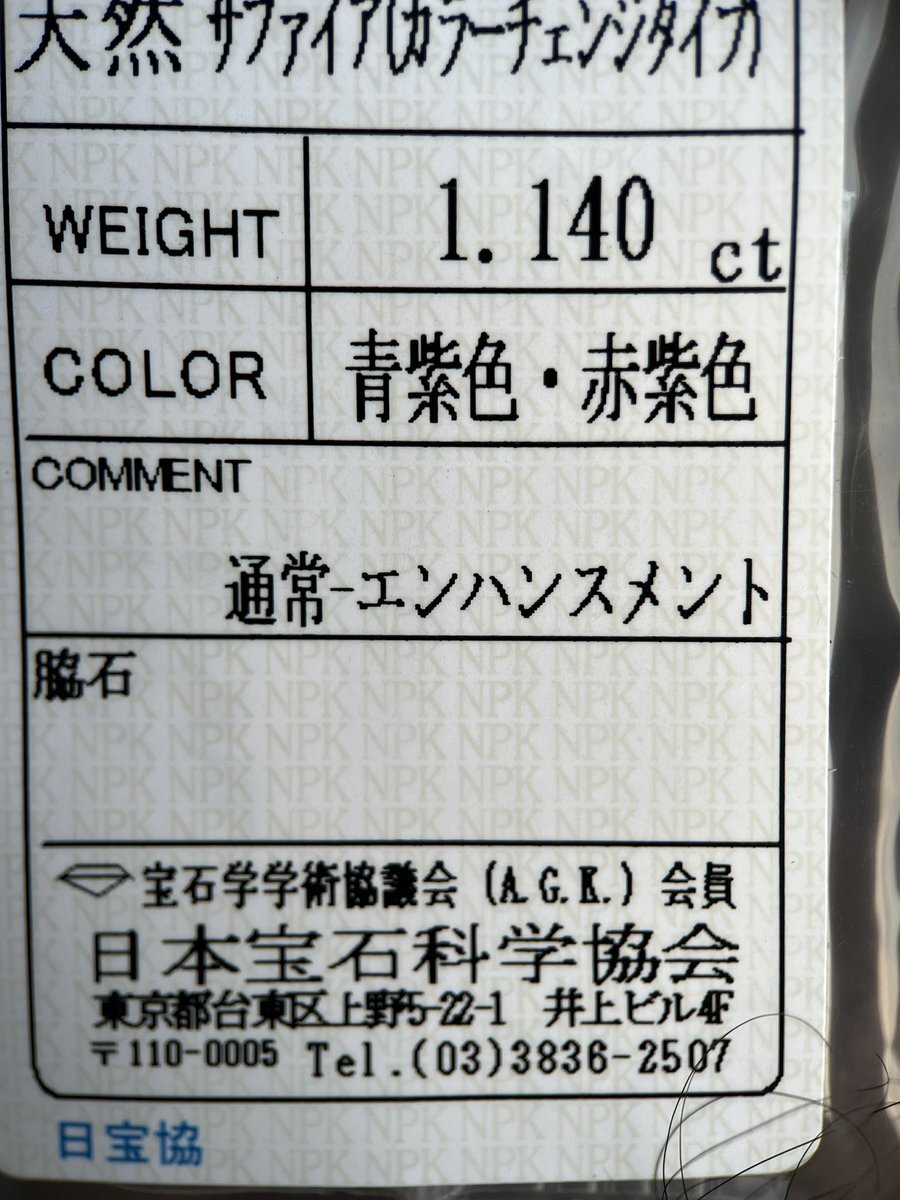 天然 サファイア(カラーチェンジタイプ)
WEIGHT 1.140 ct
COLOR 青紫色・赤紫色
COMMENT
通常-エンハンスメント
脇石
宝石学学術協議会 (A.G.K.) 会員
日本宝石科学協会
東京都台東区上野5-22-1 井上ビル4F
〒110-0005 Tel.(03)3836-2507
日宝協